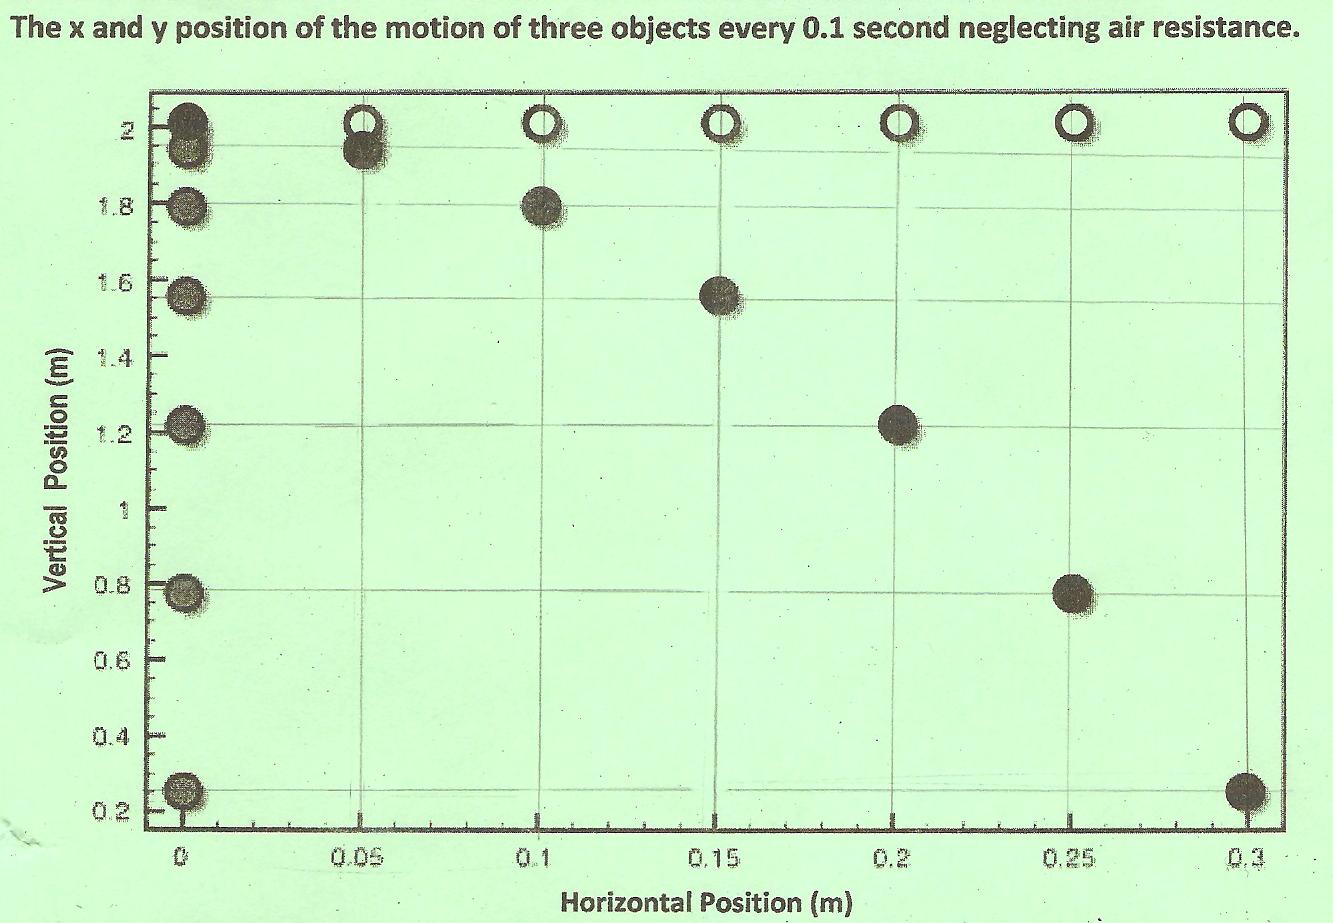 The x and y position of the motion of three objects every 0.1 second neglecting air resistance.
2
1.8
1.6
1.4
1.2
1
0.8
0.6
0.4
0.2
Vertical Position (m)
0 0.05 0.1 0.15 0.2 0.25 0.3
Horizontal Position (m)